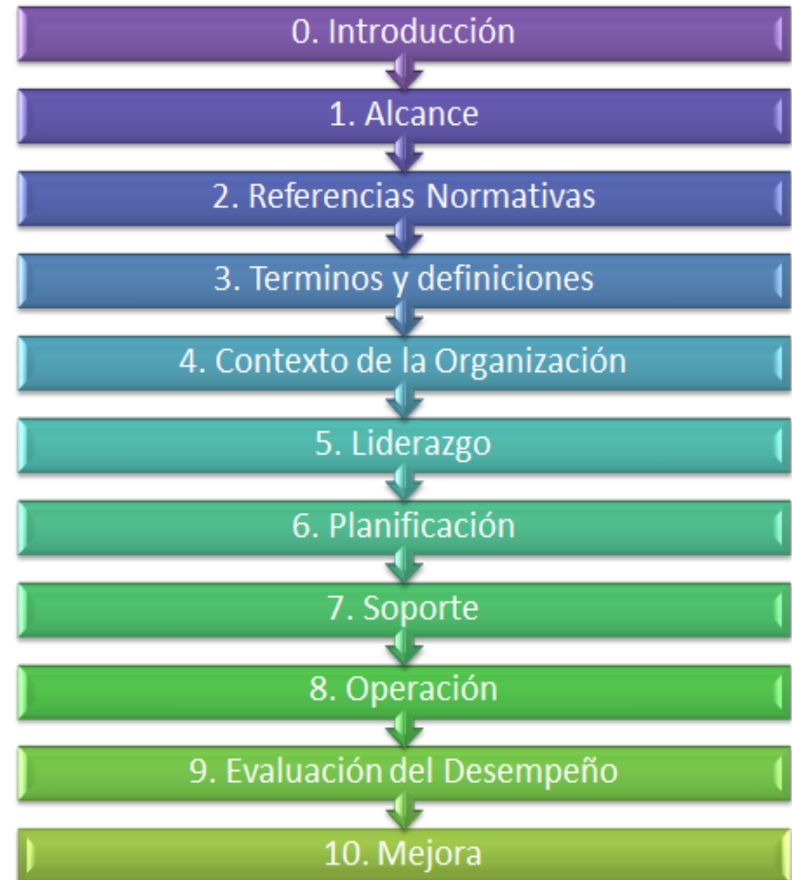 0. Introducción
1. Alcance
2. Referencias Normativas
3. Terminos y definiciones
4. Contexto de la Organización
5. Liderazgo
6. Planificación
7. Soporte
8. Operación
9. Evaluación del Desempeño
10. Mejora